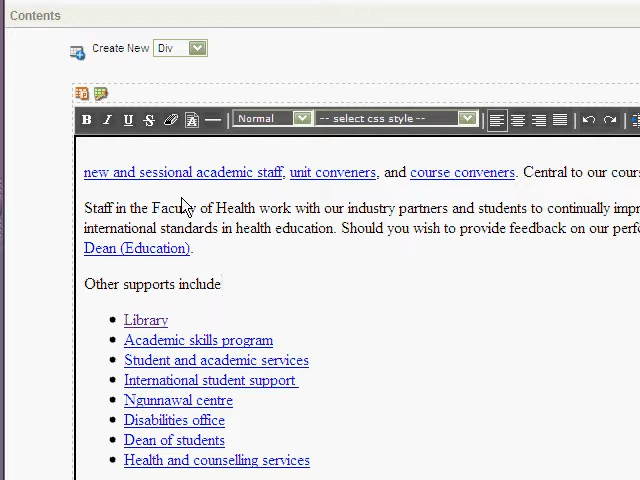 Contents
Create New Div
B I U S A Normal -- select css style --
new and sessional academic staff, unit conveners, and course conveners. Central to our cour
Staff in the Faculty of Health work with our industry partners and students to continually impr
international standards in health education. Should you wish to provide feedback on our perfo
Dean (Education).
Other supports include
Library
Academic skills program
Student and academic services
International student support
Ngunnawal centre
Disabilities office
Dean of students
Health and counselling services